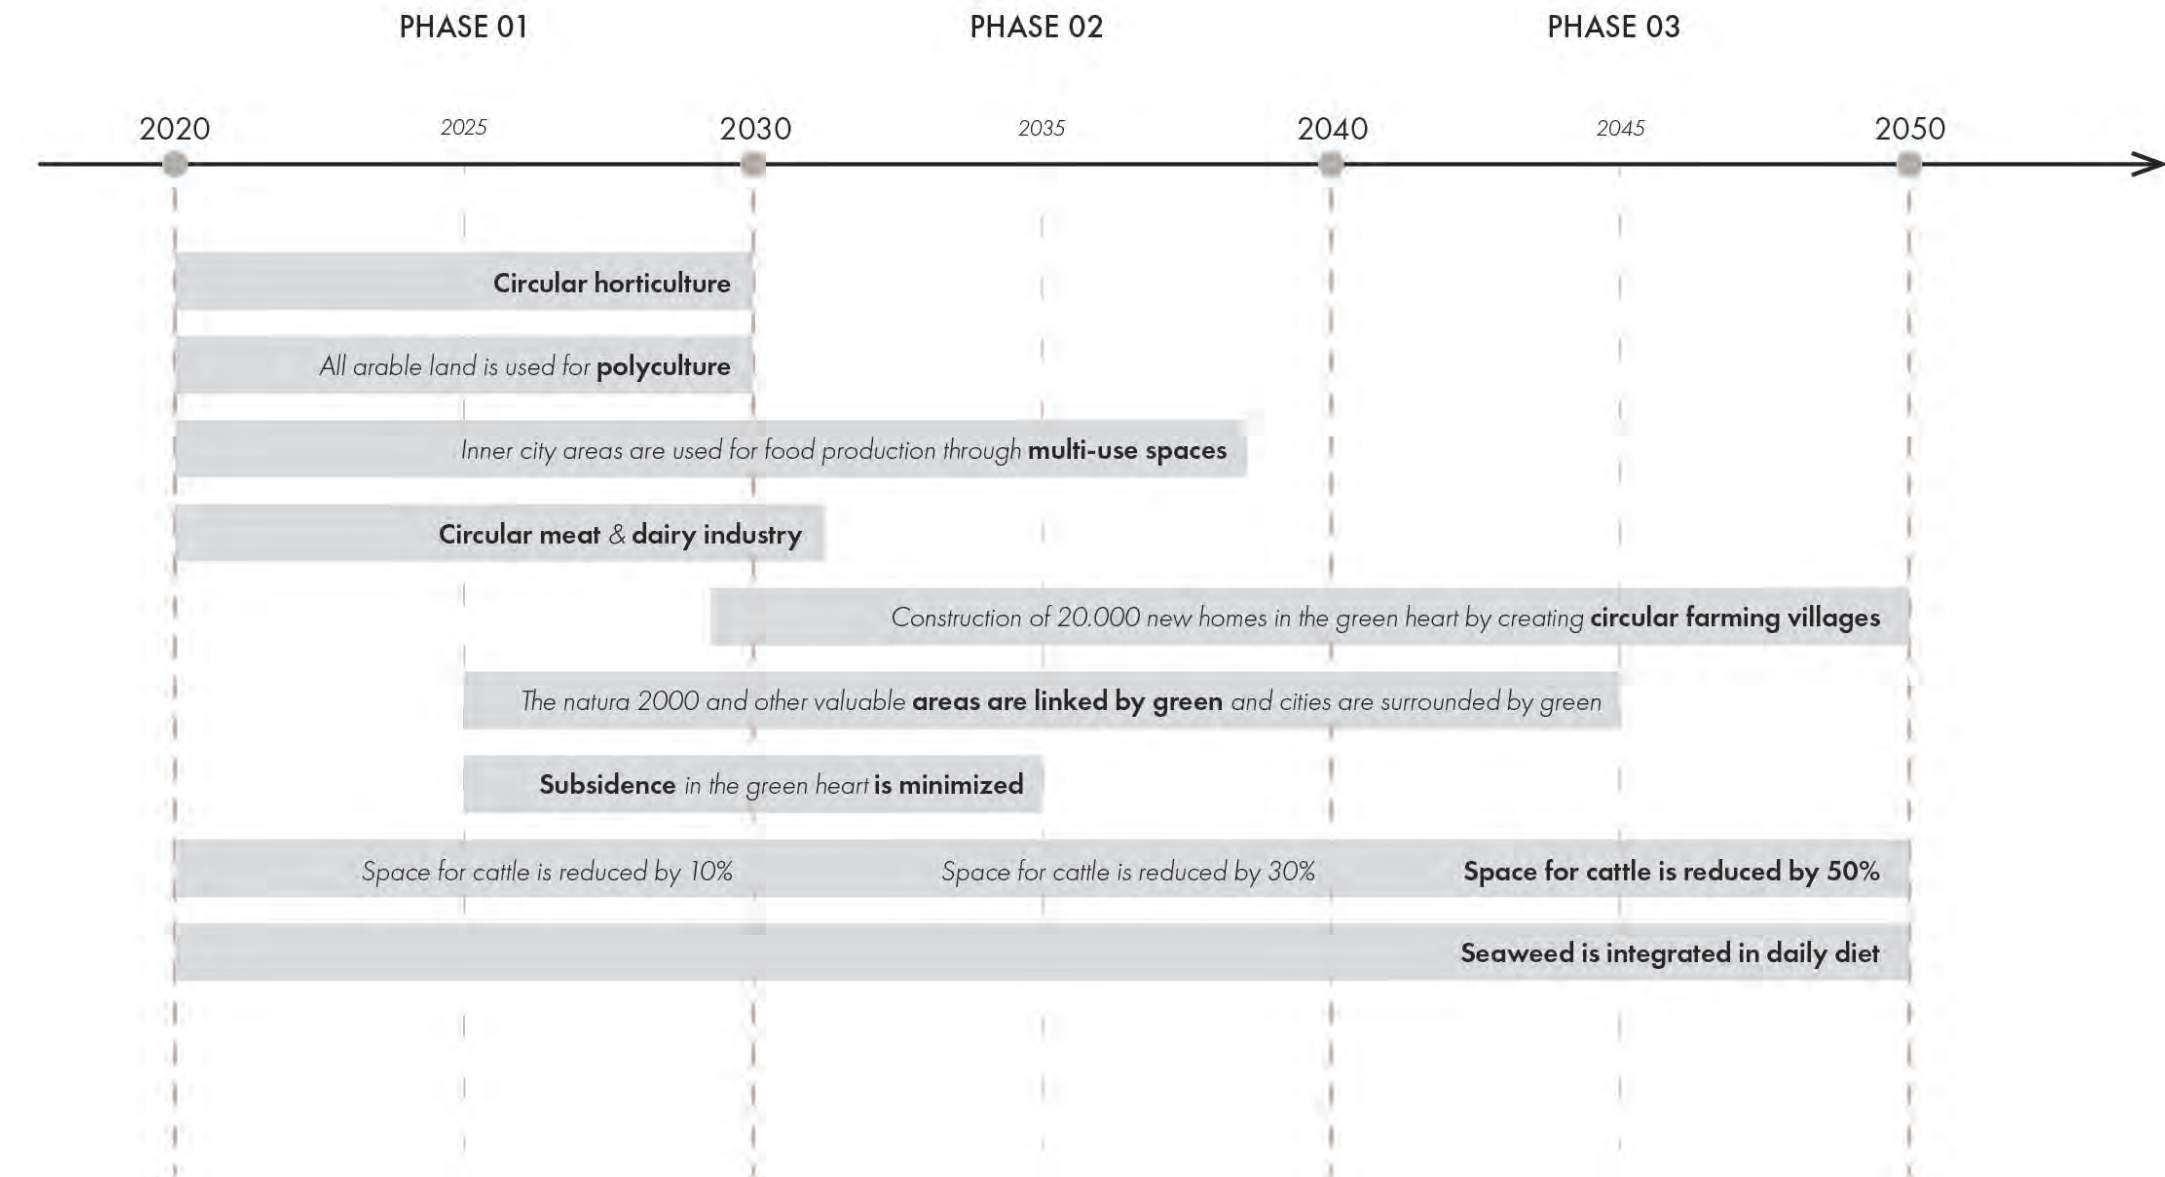 PHASE 01 PHASE 02 PHASE 03
2020 2025 2030 2035 2040 2045 2050
Circular horticulture
All arable land is used for polyculture
Inner city areas are used for food production through multi-use spaces
Circular meat & dairy industry
Construction of 20.000 new homes in the green heart by creating circular farming villages
The natura 2000 and other valuable areas are linked by green and cities are surrounded by green
Subsidence in the green heart is minimized
Space for cattle is reduced by 10% Space for cattle is reduced by 30% Space for cattle is reduced by 50%
Seaweed is integrated in daily diet